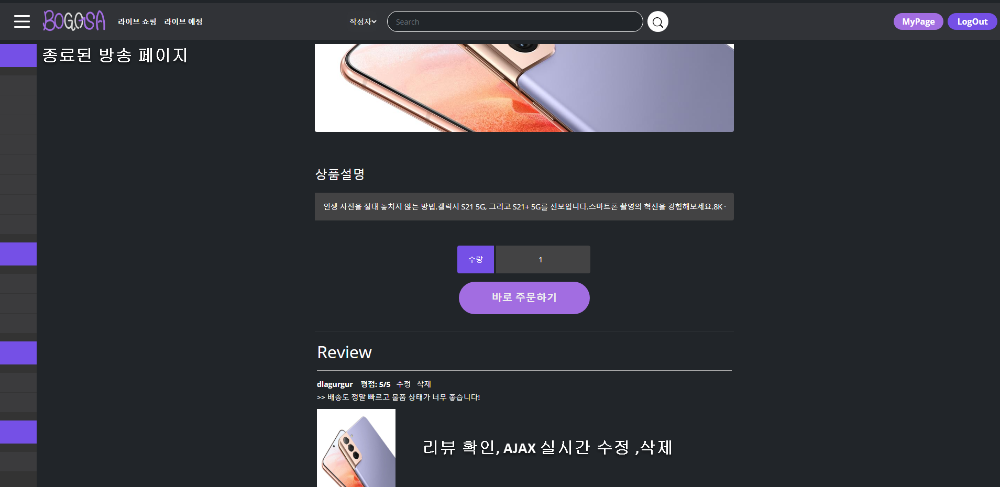 BOGOSA 라이브 쇼핑 라이브 예정 작성자 Search MyPage LogOut
종료된 방송 페이지
상품설명
인생 사진을 절대 놓치지 않는 방법.갤럭시 S21 5G, 그리고 S21+ 5G를 선보입니다.스마트폰 촬영의 혁신을 경험해보세요.8K
수량 1
바로 주문하기
Review
dlagurgur 평점: 5/5 수정 삭제
>> 배송도 정말 빠르고 물품 상태가 너무 좋습니다!
리뷰 확인, AJAX 실시간 수정 ,삭제